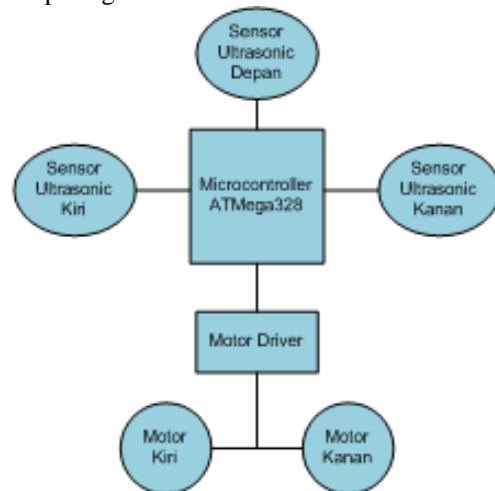 Sensor
Ultrasonic
Depan
Sensor
Ultrasonic
Kiri
Microcontroller
ATMega328
Sensor
Ultrasonic
Kanan
Motor Driver
Motor
Kiri
Motor
Kanan